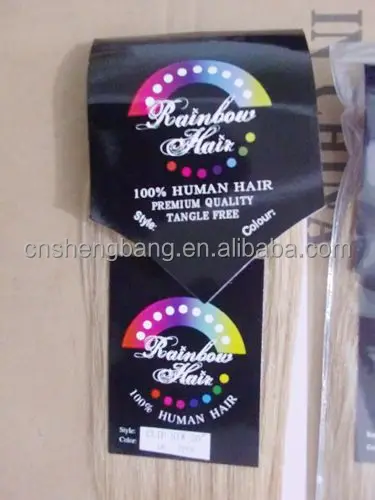 Rainbow
Hair
100% HUMAN HAIR
PREMIUM QUALITY
TANGLE FREE
Style:
Colour:
cnshengbang.en.alibaba.com
Rainbow
Hair
100% HUMAN HAIR
Style:
Color: